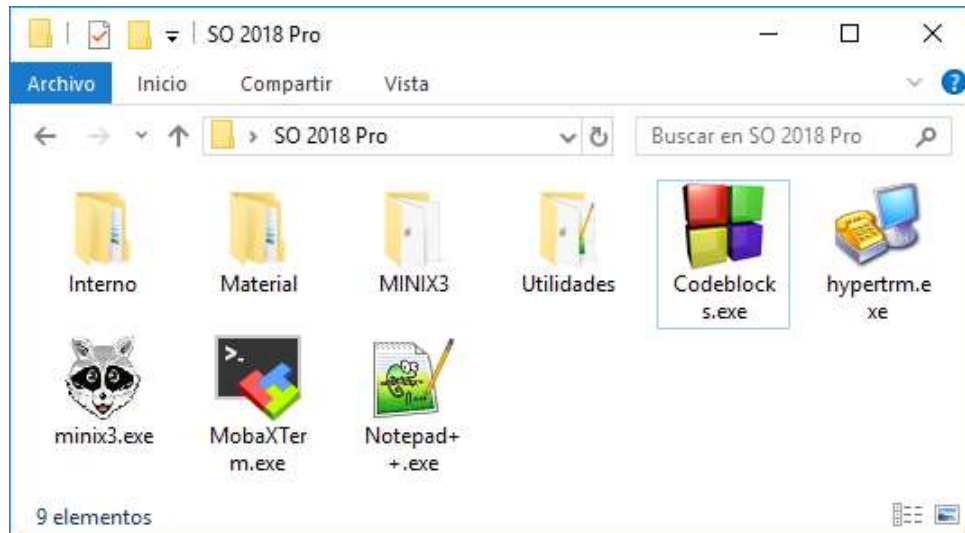 SO 2018 Pro
Archivo Inicio Compartir Vista ?
> SO 2018 Pro Buscar en SO 2018 Pro
Interno Material MINIX3 Utilidades Codeblock
s.exe hypertrm.e
xe
minix3.exe MobaXTer
m.exe Notepad+
+.exe
9 elementos